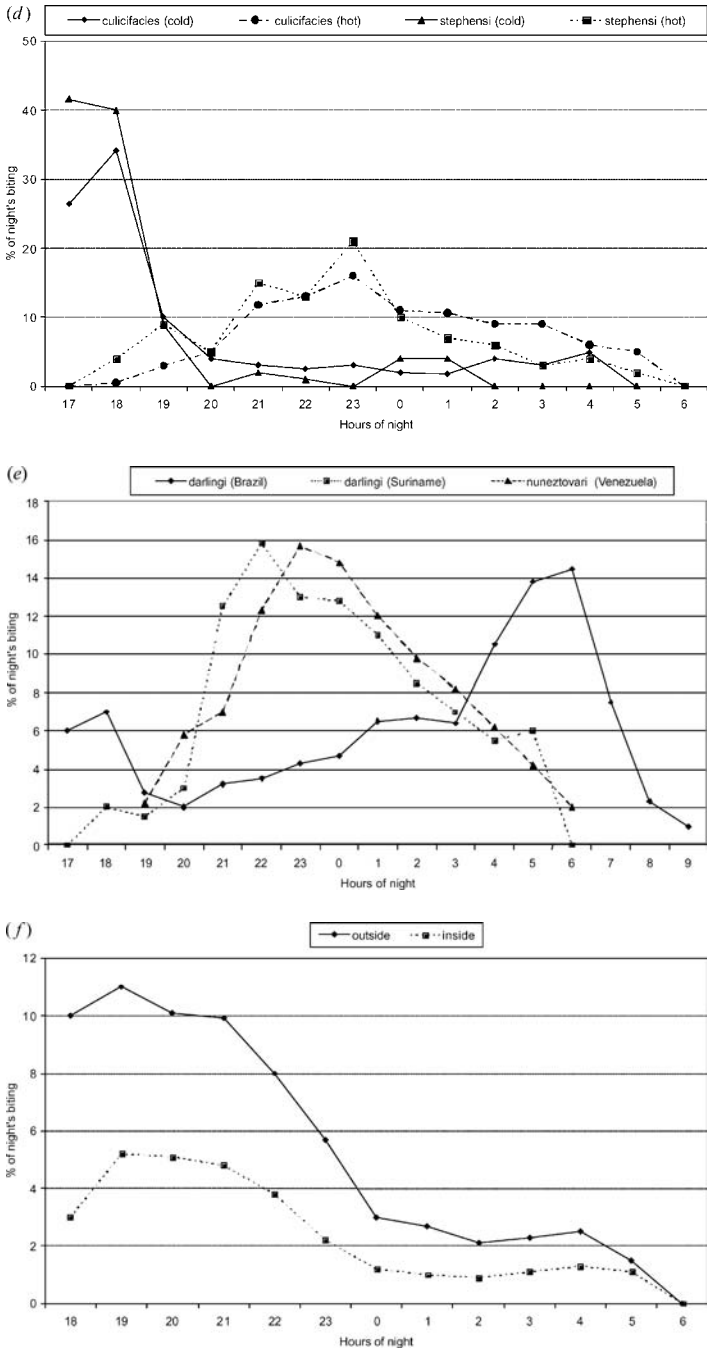 (d)
culicifacies (cold) culicifacies (hot) stephensi (cold) stephensi (hot)
50
40
30
20
10
0
% of night's biting
17 18 19 20 21 22 23 0 1 2 3 4 5 6
Hours of night
(e)
darlingi (Brazil) darlingi (Suriname) nuneztovari (Venezuela)
18
16
14
12
10
8
6
4
2
0
% of night's biting
17 18 19 20 21 22 23 0 1 2 3 4 5 6 7 8 9
Hours of night
(f)
outside inside
12
10
8
6
4
2
0
% of night's biting
18 19 20 21 22 23 0 1 2 3 4 5 6
Hours of night